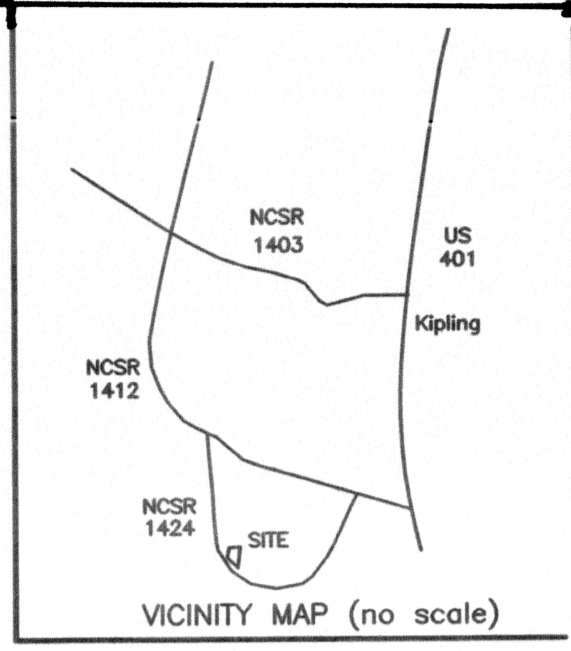 NCSR
1403
US
401
Kipling
NCSR
1412
NCSR
1424
SITE
VICINITY MAP (no scale)